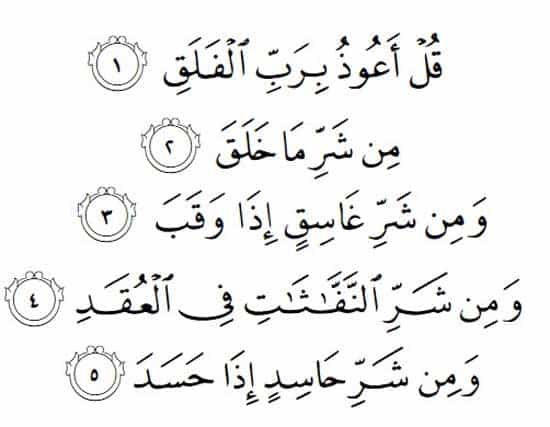 قُلۡ أَعُوذُ بِرَبِّ ٱلۡفَلَقِ ١
مِن شَرِّ مَا خَلَقَ ٢
وَمِن شَرِّ غَاسِقٍ إِذَا وَقَبَ ٣
وَمِن شَرِّ ٱلنَّفَّـٰثَـٰتِ فِي ٱلۡعُقَدِ ٤
وَمِن شَرِّ حَاسِدٍ إِذَا حَسَدَ ٥